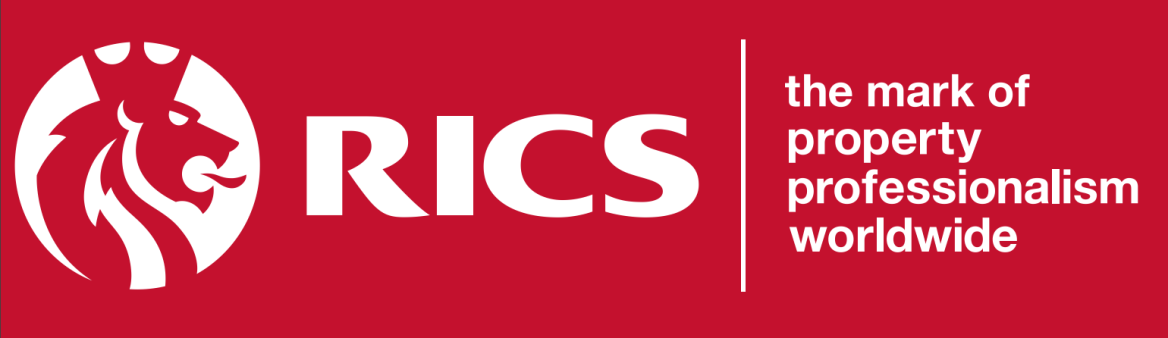 RICS
the mark of
property
professionalism
worldwide